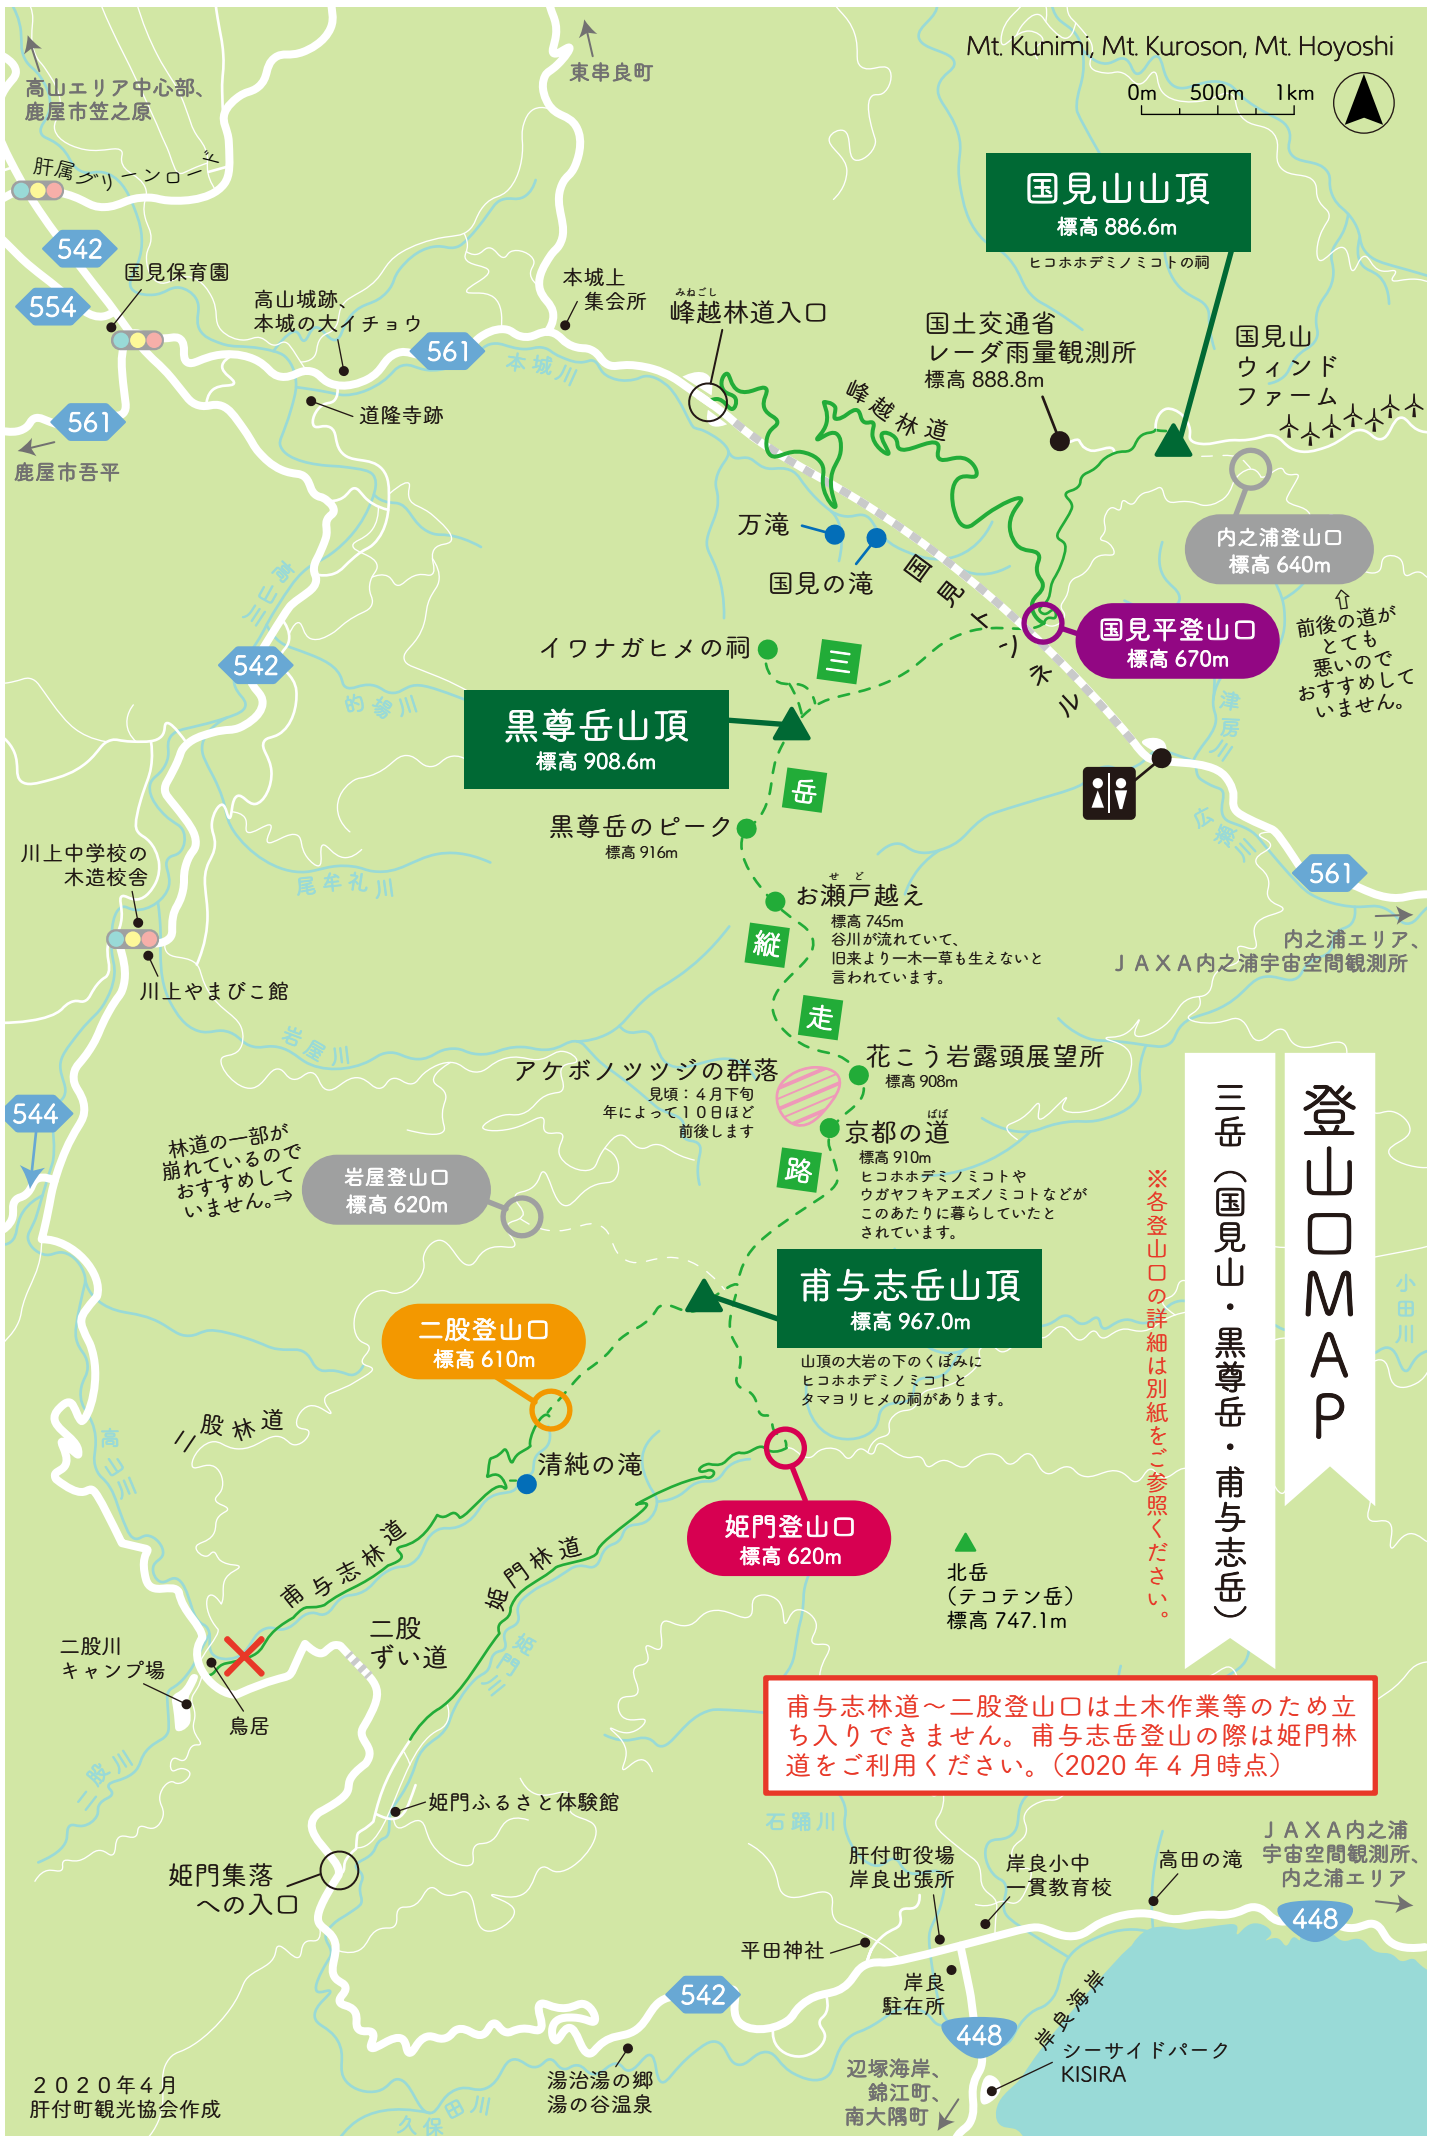 Mt. Kunimi, Mt. Kuroson, Mt. Hoyoshi
0m 500m 1km
高山エリア中心部、
鹿屋市笠之原
東串良町
肝属グリーンロード
542
554
国見保育園
高山城跡、
本城の大イチョウ
561
本城上
集会所
本城川
みねごし
峰越林道入口
国見山山頂
標高 886.6m
ヒコホホデミノミコトの祠
国土交通省
レーダ雨量観測所
標高 888.8m
国見山
ウィンド
ファーム
峰越林道
561
鹿屋市吾平
道隆寺跡
万滝
国見の滝
国見トンネル
内之浦登山口
標高 640m
⇧
前後の道が
とても
悪いので
おすすめして
いません。
国見平登山口
標高 670m
高山川
542
的場川
イワナガヒメの祠
三
黒尊岳山頂
標高 908.6m
岳
津房川
広瀬川
561
内之浦エリア、
ＪＡＸＡ内之浦宇宙空間観測所
黒尊岳のピーク
標高 916m
せ ど
お瀬戸越え
標高 745m
谷川が流れていて、
旧来より一木一草も生えないと
言われています。
縦
走
川上中学校の
木造校舎
川上やまびこ館
尾牟礼川
岩屋川
544
アケボノツツジの群落
見頃：４月下旬
年によって１０日ほど
前後します
花こう岩露頭展望所
標高 908m
ばば
京都の道
標高 910m
ヒコホホデミノミコトや
ウガヤフキアエズノミコトなどが
このあたりに暮らしていたと
されています。
路
林道の一部が
崩れているので
おすすめして
いません。⇒
岩屋登山口
標高 620m
甫与志岳山頂
標高 967.0m
山頂の大岩の下のくぼみに
ヒコホホデミノミコトと
タマヨリヒメの祠があります。
登山口MAP
三岳（国見山・黒尊岳・甫与志岳）
※各登山口の詳細は別紙をご参照ください。
小田川
二股登山口
標高 610m
二股林道
高山川
清純の滝
甫与志林道
姫門林道
姫門登山口
標高 620m
北岳
（テコテン岳）
標高 747.1m
二股川
キャンプ場
鳥居
二股
ずい道
姫門川
二股川
甫与志林道～二股登山口は土木作業等のため立
ち入りできません。甫与志岳登山の際は姫門林
道をご利用ください。（2020 年 4 月時点）
姫門ふるさと体験館
姫門集落
への入口
石踊川
肝付町役場
岸良出張所
岸良小中
一貫教育校
高田の滝
ＪＡＸＡ内之浦
宇宙空間観測所、
内之浦エリア
448
平田神社
岸良
駐在所
542
448
岸良海岸
シーサイドパーク
KISIRA
辺塚海岸、
錦江町、
南大隅町
湯治湯の郷
湯の谷温泉
久保田川
２０２０年４月
肝付町観光協会作成